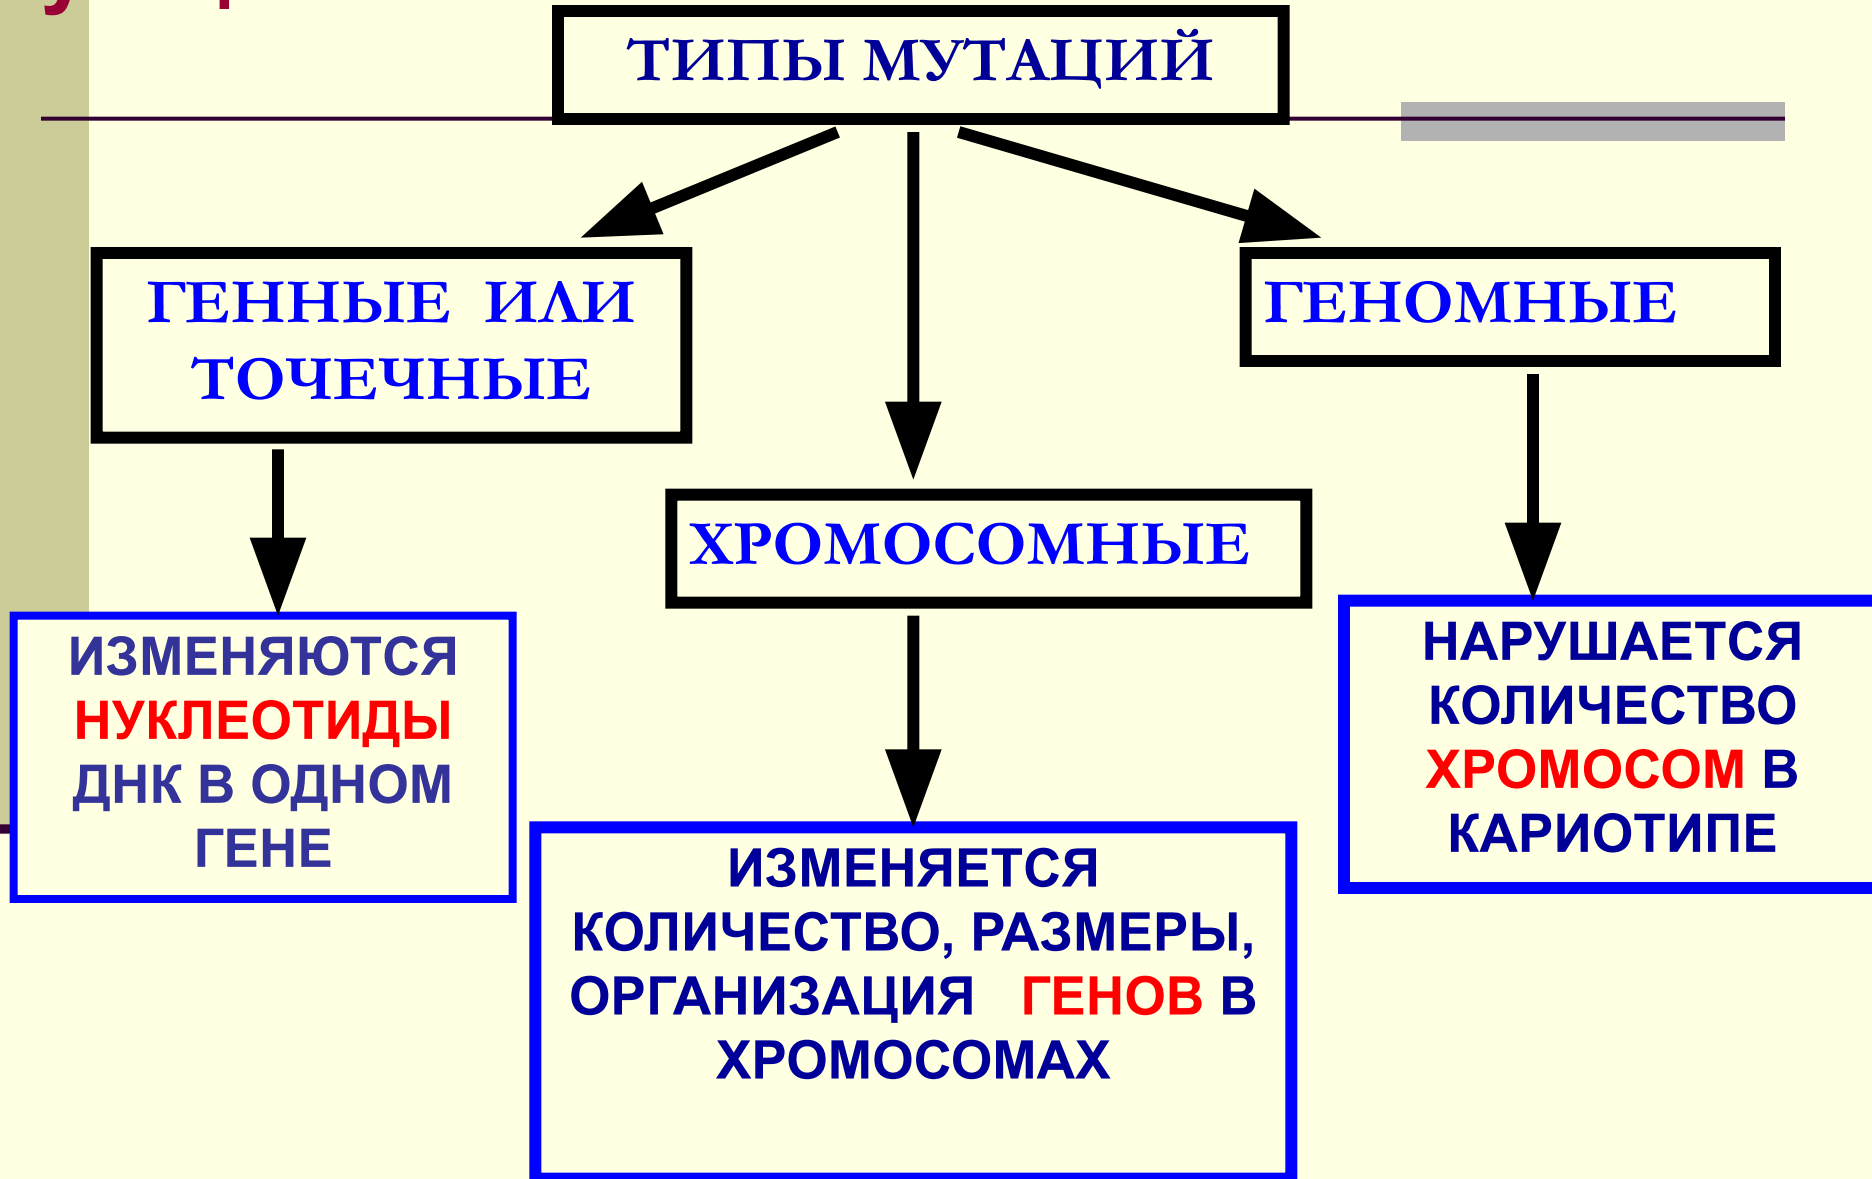 ТИПЫ МУТАЦИЙ
ГЕННЫЕ ИЛИ
ТОЧЕЧНЫЕ
ГЕНОМНЫЕ
ХРОМОСОМНЫЕ
ИЗМЕНЯЮТСЯ
НУКЛЕОТИДЫ
ДНК В ОДНОМ
ГЕНЕ
ИЗМЕНЯЕТСЯ
КОЛИЧЕСТВО, РАЗМЕРЫ,
ОРГАНИЗАЦИЯ ГЕНОВ В
ХРОМОСОМАХ
НАРУШАЕТСЯ
КОЛИЧЕСТВО
ХРОМОСОМ В
КАРИОТИПЕ